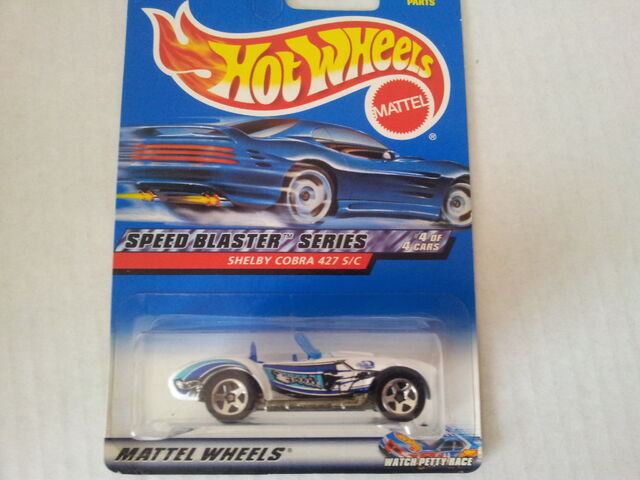 PARTS
HOT WHEELS
MATTEL
®
SPEED BLASTER™ SERIES
#4 OF
4 CARS
SHELBY COBRA 427 S/C
MATTEL WHEELS®
WATCH PETTY RACE